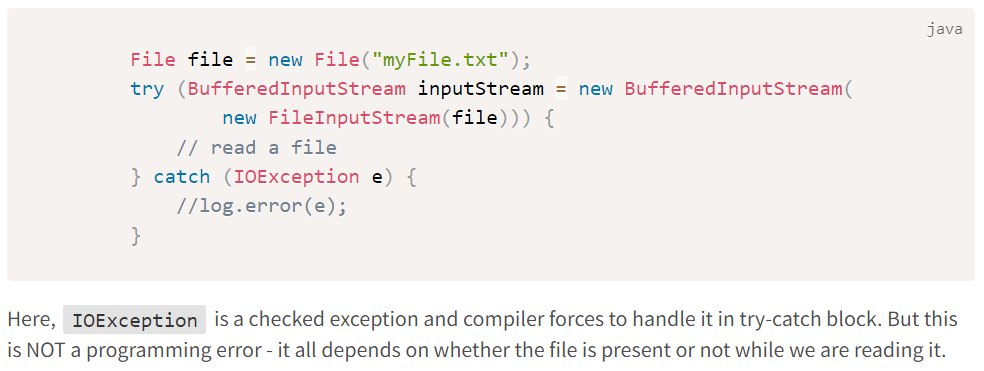 java
File file = new File("myFile.txt");
try (BufferedInputStream inputStream = new BufferedInputStream(
new FileInputStream(file))) {
// read a file
} catch (IOException e) {
//log.error(e);
}
Here, IOException is a checked exception and compiler forces to handle it in try-catch block. But this
is NOT a programming error - it all depends on whether the file is present or not while we are reading it.